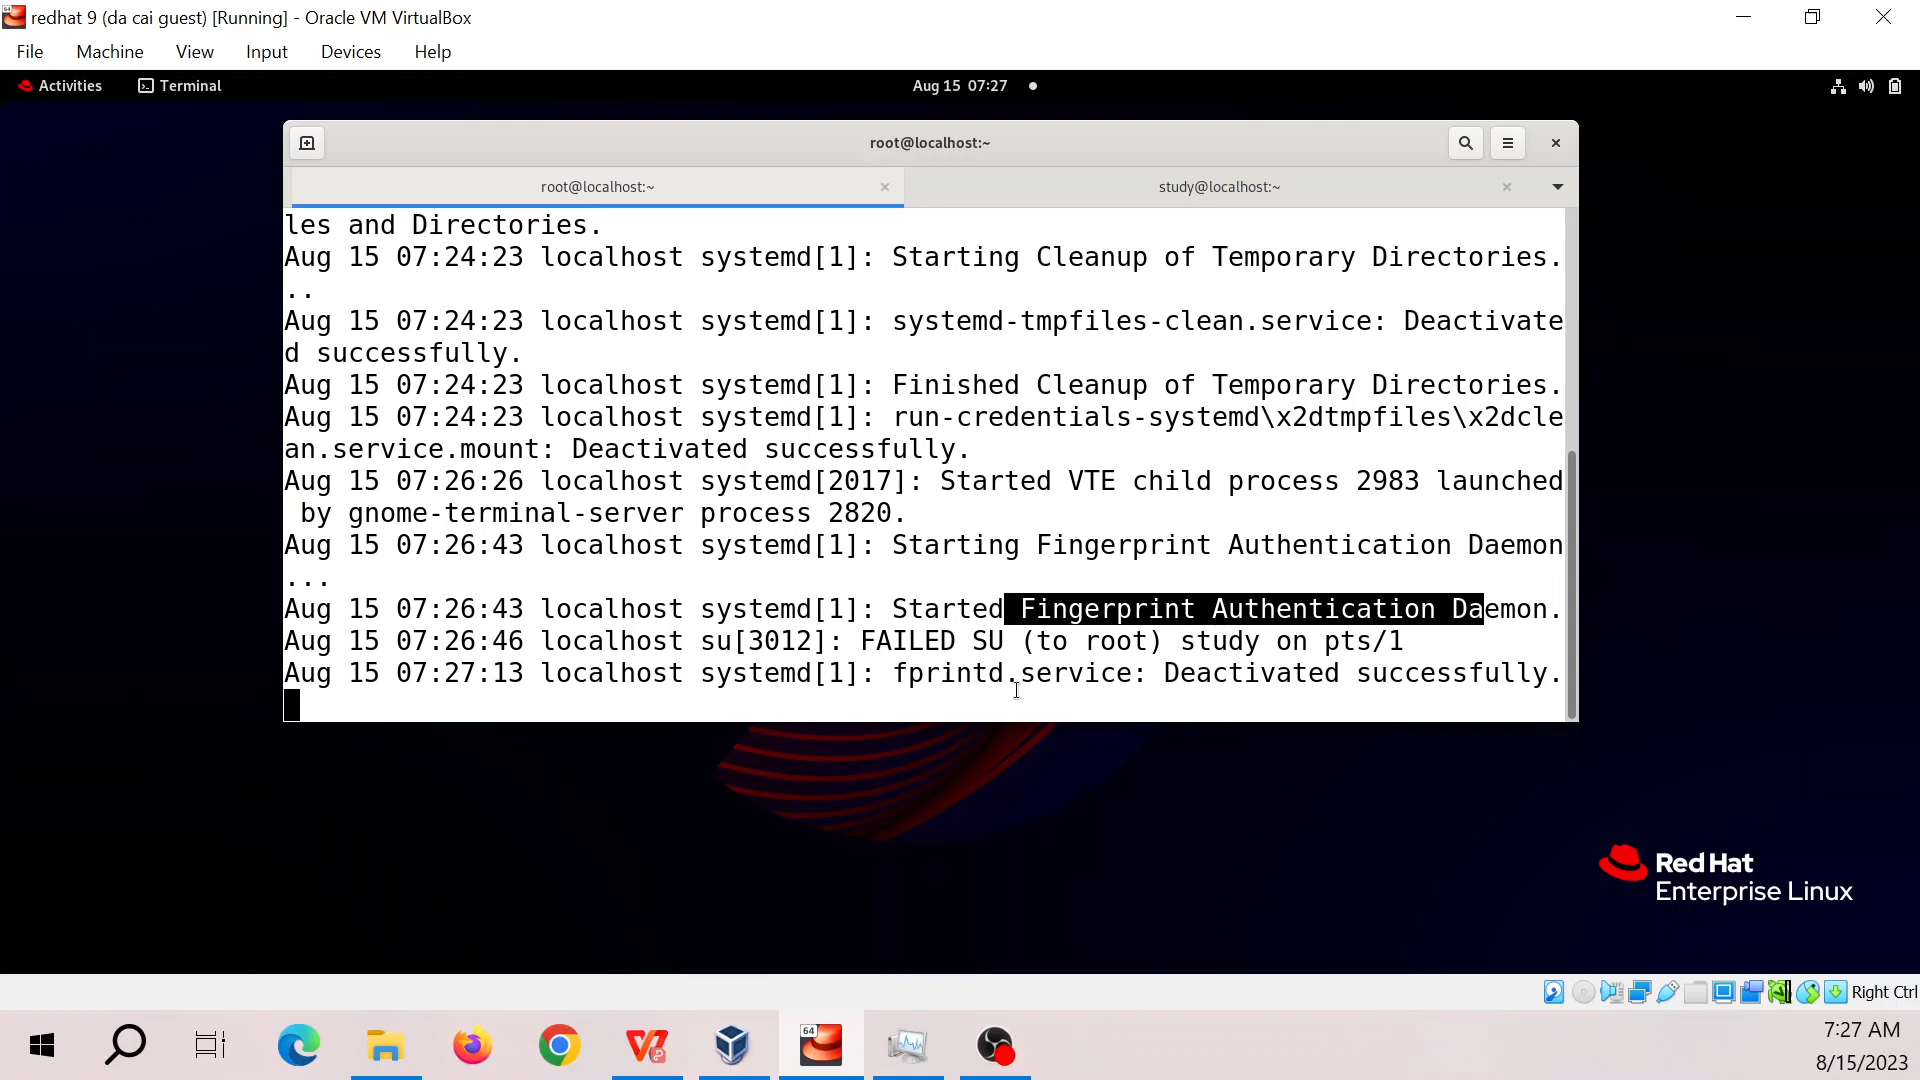 redhat 9 (da cai guest) [Running] - Oracle VM VirtualBox
File Machine View Input Devices Help
Activities Terminal Aug 15 07:27
root@localhost:~
root@localhost:~ study@localhost:~
les and Directories.
Aug 15 07:24:23 localhost systemd[1]: Starting Cleanup of Temporary Directories.
..
Aug 15 07:24:23 localhost systemd[1]: systemd-tmpfiles-clean.service: Deactivate
d successfully.
Aug 15 07:24:23 localhost systemd[1]: Finished Cleanup of Temporary Directories.
Aug 15 07:24:23 localhost systemd[1]: run-credentials-systemd\x2dtmpfiles\x2dcle
an.service.mount: Deactivated successfully.
Aug 15 07:26:26 localhost systemd[2017]: Started VTE child process 2983 launched
 by gnome-terminal-server process 2820.
Aug 15 07:26:43 localhost systemd[1]: Starting Fingerprint Authentication Daemon
...
Aug 15 07:26:43 localhost systemd[1]: Started Fingerprint Authentication Daemon.
Aug 15 07:26:46 localhost su[3012]: FAILED SU (to root) study on pts/1
Aug 15 07:27:13 localhost systemd[1]: fprintd.service: Deactivated successfully.
Red Hat
Enterprise Linux
Right Ctrl
64
7:27 AM
8/15/2023